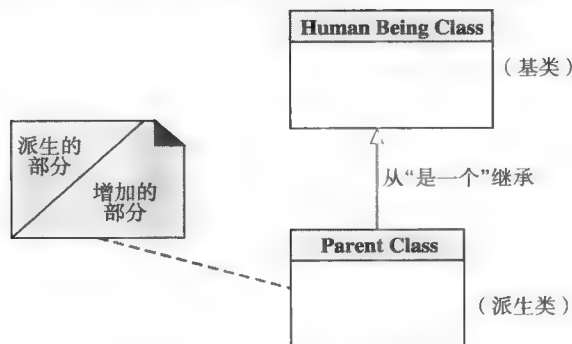 Human Being Class
（基类）
派生的
部分
增加的
部分
从“是一个”继承
Parent Class
（派生类）